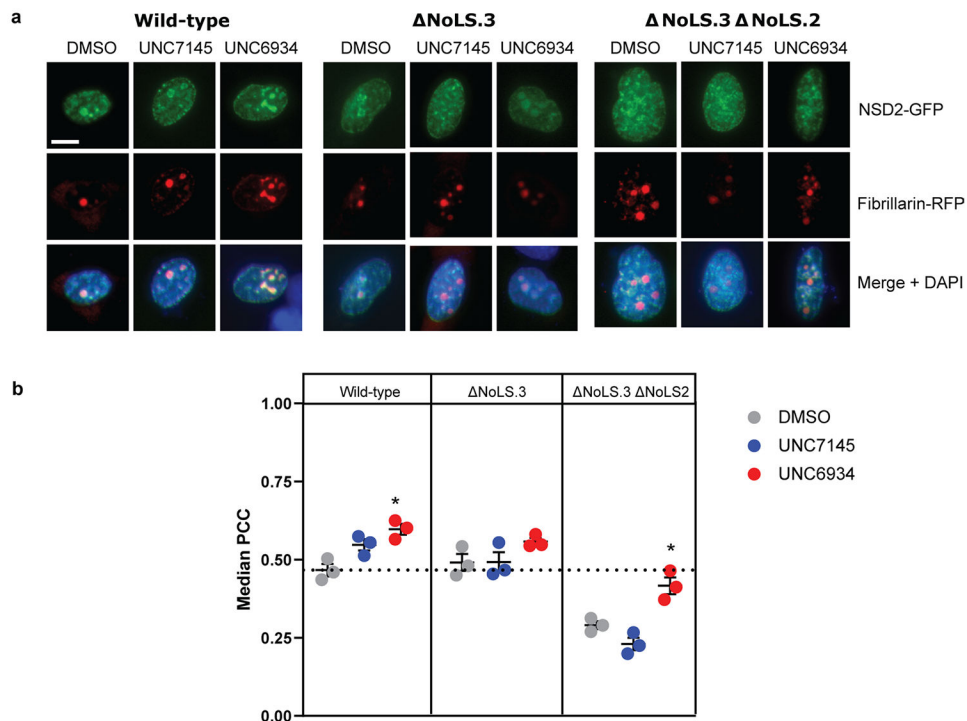 a
Wild-type ΔNoLS.3 ΔNoLS.3 ΔNoLS.2
DMSO UNC7145 UNC6934 DMSO UNC7145 UNC6934 DMSO UNC7145 UNC6934
NSD2-GFP
Fibrillarin-RFP
Merge + DAPI
b
Wild-type ΔNoLS.3 ΔNoLS.3 ΔNoLS2
1.00
0.75
0.50
0.25
0.00
Median PCC
*
*
DMSO
UNC7145
UNC6934